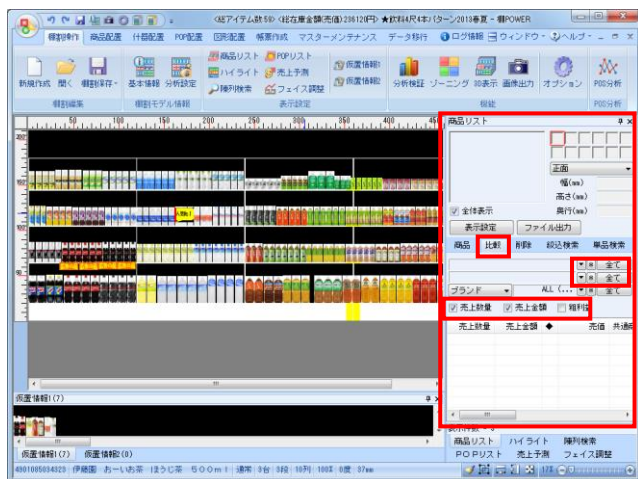 <総アイテム数:58> <総在庫金額(売価)238120円> ★飲料4尺4本(パターン)2013春夏 - 棚POWER
棚割操作 商品配置 什器配置 POP配置 図形配置 帳票作成 マスターメンテナンス データ移行 ログ情報 ウィンドウ ヘルプ
新規作成 開く 棚割保存 基本情報 分析設定
商品リスト POPリスト
ハイライト 売上予測
陳列検索 フェイス調整
仮置情報1
仮置情報2
分析検証 ゾーニング 3D表示 画像出力 オプション POS分析
棚割編集 棚割モデル情報 表示設定 機能 POS分析
50 100 150 200 250 300 350 400 450
商品リスト
正面
幅(mm)
高さ(mm)
奥行(mm)
全体表示
表示設定 ファイル出力
商品 比較 削除 絞込検索 単品検索
全て
全て
ブランド ALL (... 全て
売上数量 売上金額 粗利
売上数量 売上金額 ◆ 売価 共通
仮置情報1(7)
商品リスト ハイライト 陳列検索
POPリスト 売上予測 フェイス調整
仮置情報1(7) 仮置情報2(0)
4901085034323 伊藤園 おーいお茶 ほうじ茶 500ml 通常 3台 3段 10列 100% 0度 37mm
17%